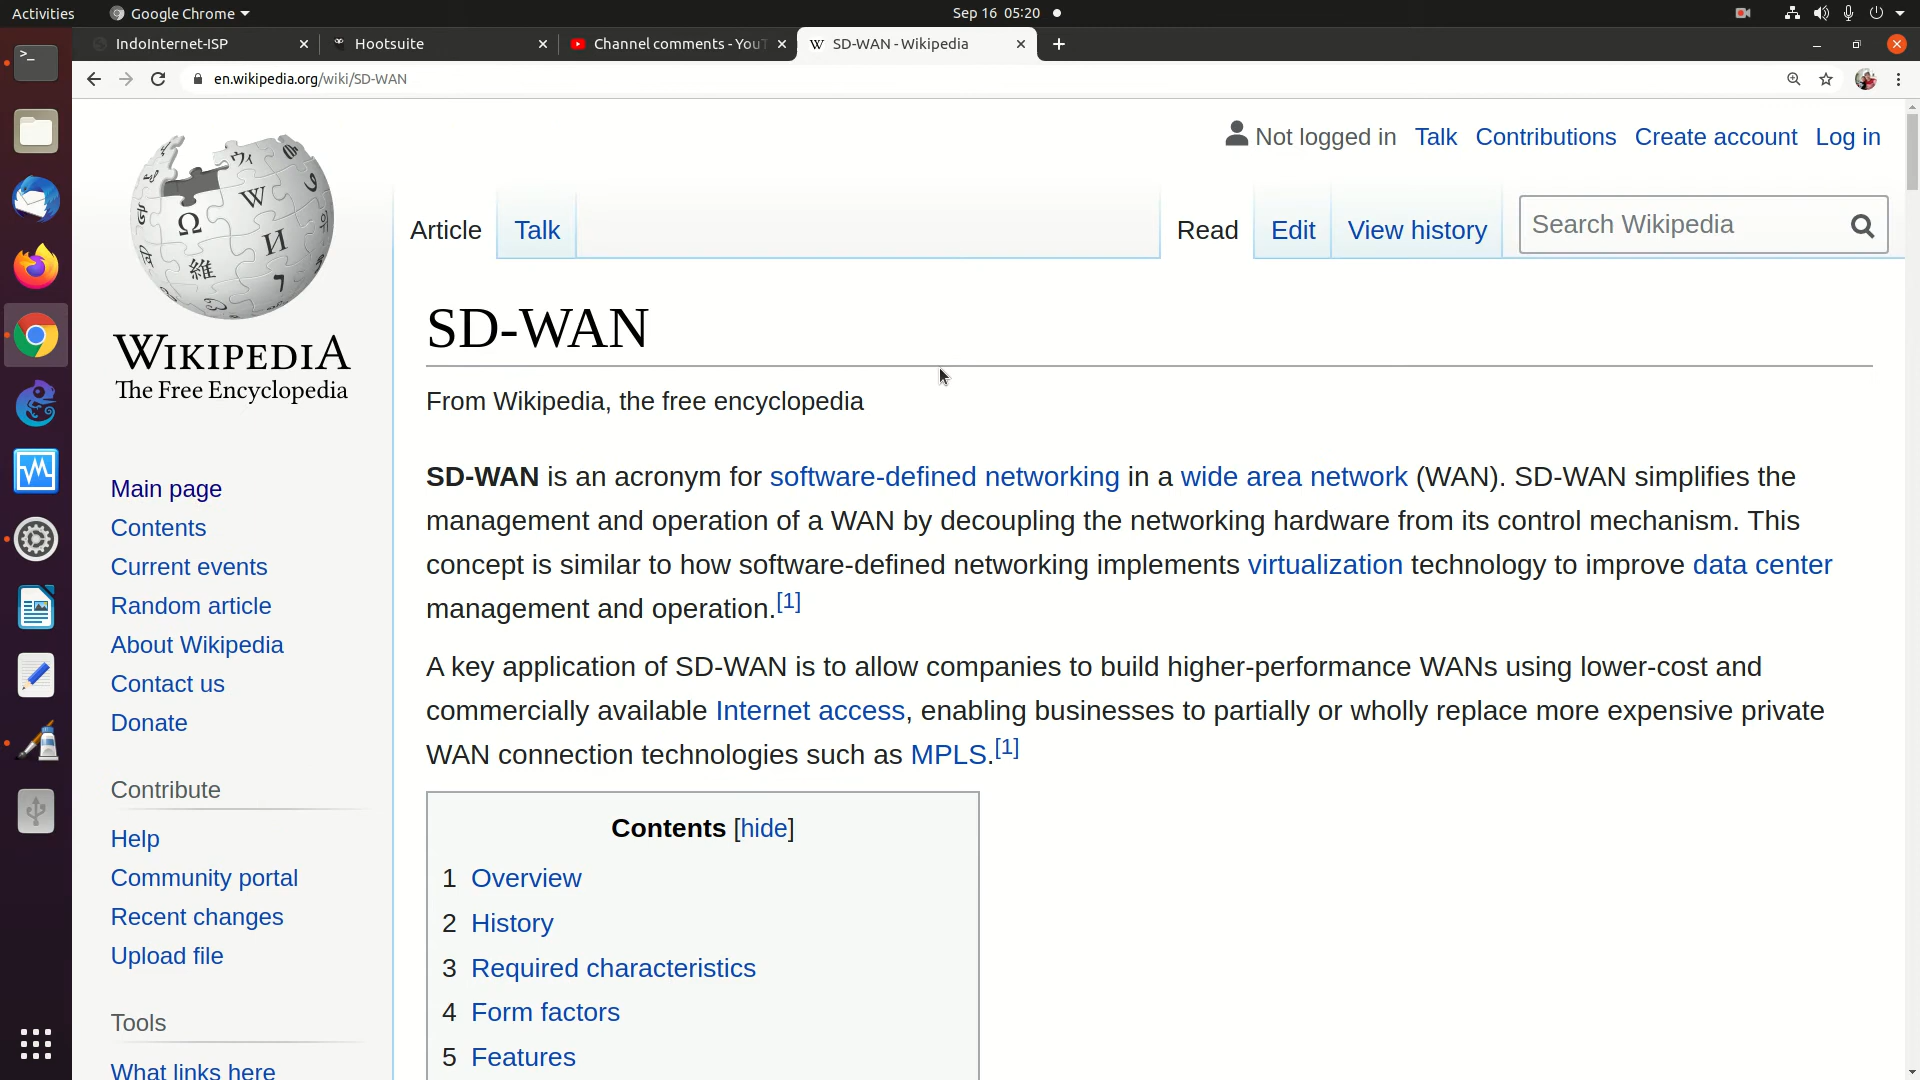 Activities
Google Chrome
Sep 16 05:20
IndoInternet-ISP
Hootsuite
Channel comments - YouT
SD-WAN - Wikipedia
en.wikipedia.org/wiki/SD-WAN
Not logged in Talk Contributions Create account Log in
Article Talk Read Edit View history Search Wikipedia
WIKIPEDIA
The Free Encyclopedia
SD-WAN
From Wikipedia, the free encyclopedia
SD-WAN is an acronym for software-defined networking in a wide area network (WAN). SD-WAN simplifies the
management and operation of a WAN by decoupling the networking hardware from its control mechanism. This
concept is similar to how software-defined networking implements virtualization technology to improve data center
management and operation.[1]
A key application of SD-WAN is to allow companies to build higher-performance WANs using lower-cost and
commercially available Internet access, enabling businesses to partially or wholly replace more expensive private
WAN connection technologies such as MPLS.[1]
Contents [hide]
1 Overview
2 History
3 Required characteristics
4 Form factors
5 Features
Main page
Contents
Current events
Random article
About Wikipedia
Contact us
Donate
Contribute
Help
Community portal
Recent changes
Upload file
Tools
What links here